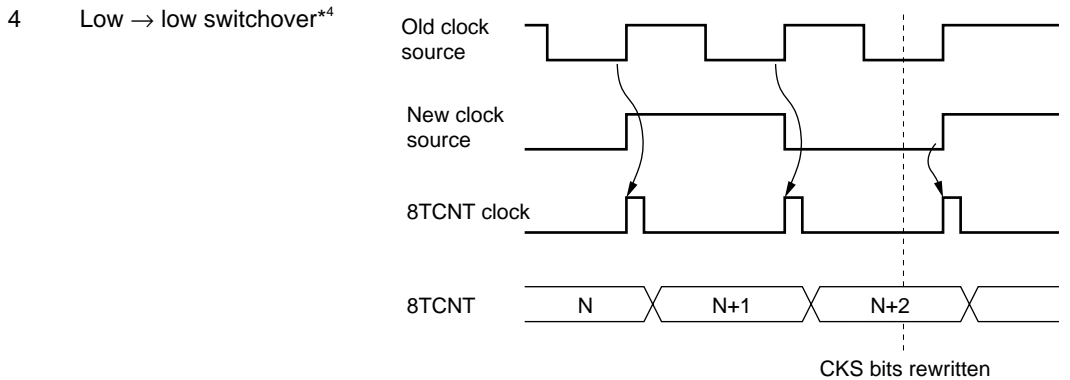 4 Low → low switchover*4
Old clock
source
New clock
source
8TCNT clock
8TCNT
N
N+1
N+2
CKS bits rewritten